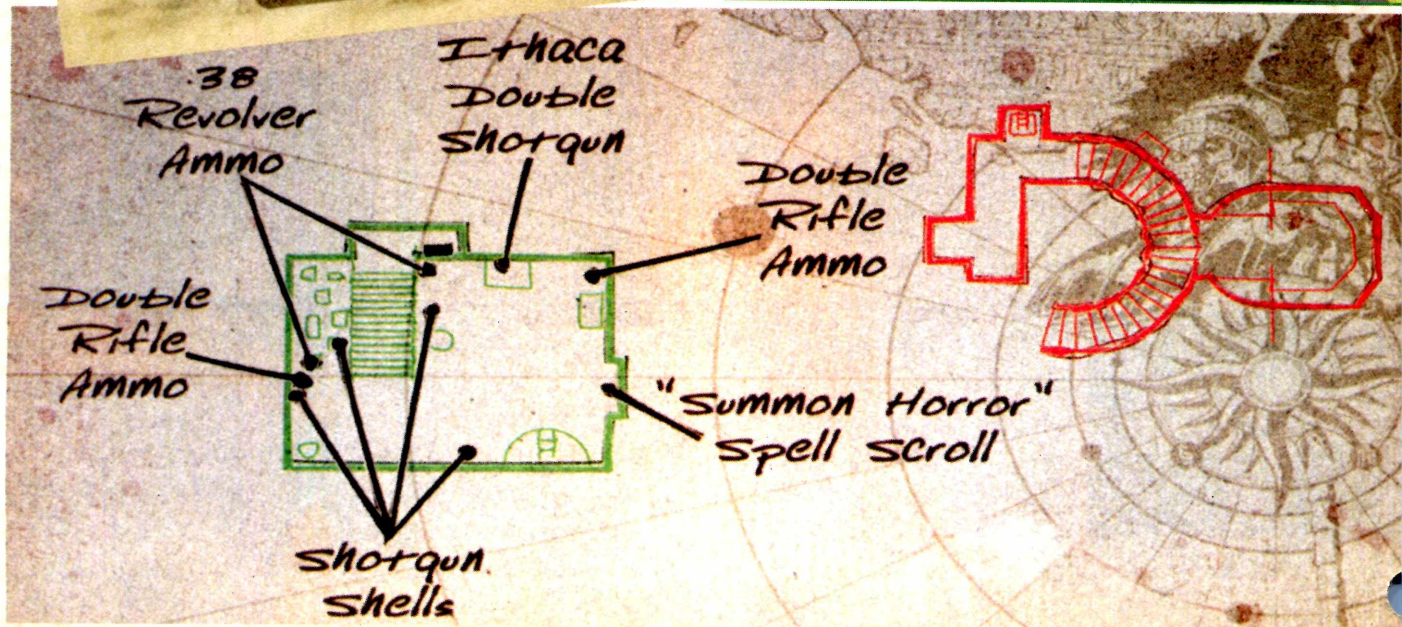 .38
Revolver
Ammo
Ithaca
Double
Shotgun
Double
Rifle
Ammo
Double
Rifle
Ammo
"Summon Horror"
Spell Scroll
Shotgun
Shells